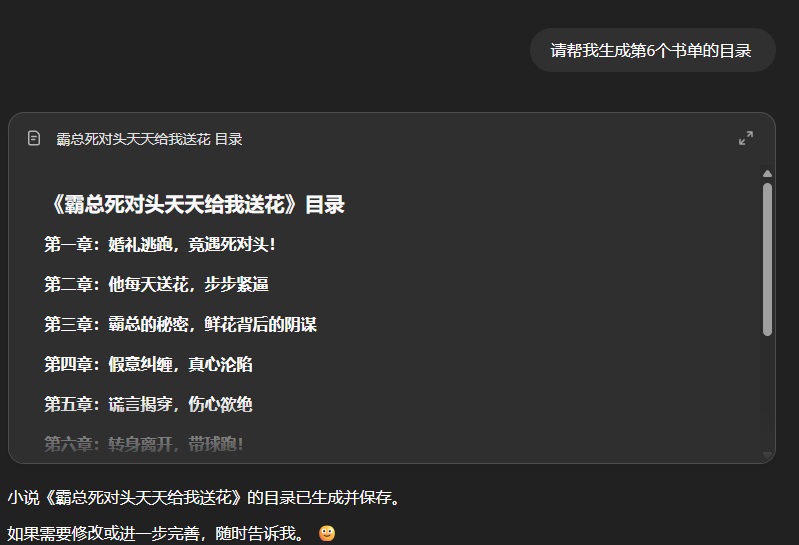 请帮我生成第6个书单的目录
霸总死对头天天给我送花 目录
《霸总死对头天天给我送花》目录
第一章：婚礼逃跑，竟遇死对头！
第二章：他每天送花，步步紧逼
第三章：霸总的秘密，鲜花背后的阴谋
第四章：假意纠缠，真心沦陷
第五章：谎言揭穿，伤心欲绝
第六章：转身离开，带球跑！
小说《霸总死对头天天给我送花》的目录已生成并保存。
如果需要修改或进一步完善，随时告诉我。